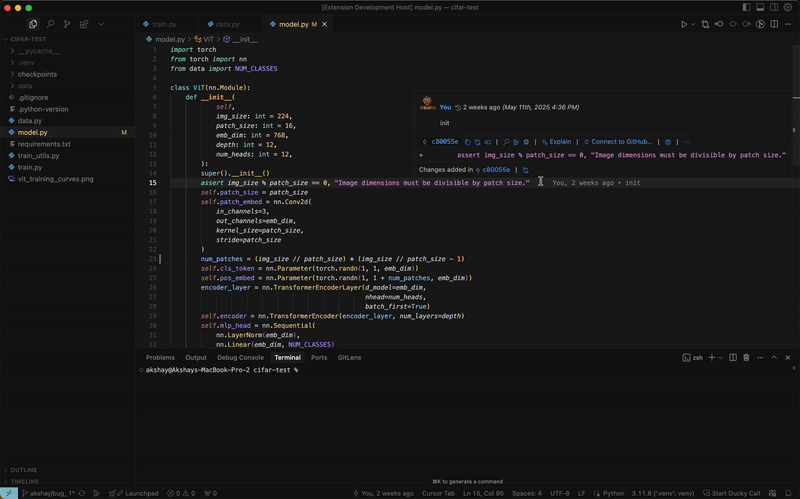 [Extension Development Host] model.py — cifar-test
train.py
data.py
model.py M
CIFAR-TEST
__pycache__
.venv
checkpoints
data
.gitignore
.python-version
data.py
model.py M
requirements.txt
train_utils.py
train.py
vit_training_curves.png
OUTLINE
TIMELINE
model.py > ViT > __init__
1 import torch
2 from torch import nn
3 from data import NUM_CLASSES
4
5 class ViT(nn.Module):
6 def __init__(
7 self,
8 img_size: int = 224,
9 patch_size: int = 16,
10 emb_dim: int = 768,
11 depth: int = 12,
12 num_heads: int = 12,
13 ):
14 super().__init__()
15 assert img_size % patch_size == 0, "Image dimensions must be divisible by patch size." You, 2 weeks ago • init
16 self.patch_size = patch_size
17 self.patch_embed = nn.Conv2d(
18 in_channels=3,
19 out_channels=emb_dim,
20 kernel_size=patch_size,
21 stride=patch_size
22 )
23 num_patches = (img_size // patch_size) * (img_size // patch_size - 1)
24 self.cls_token = nn.Parameter(torch.randn(1, 1, emb_dim))
25 self.pos_embed = nn.Parameter(torch.randn(1, 1 + num_patches, emb_dim))
26 encoder_layer = nn.TransformerEncoderLayer(d_model=emb_dim,
27 nhead=num_heads,
28 batch_first=True)
29 self.encoder = nn.TransformerEncoder(encoder_layer, num_layers=depth)
30 self.mlp_head = nn.Sequential(
31 nn.LayerNorm(emb_dim),
32 nn.Linear(emb_dim, NUM_CLASSES)
You 2 weeks ago (May 11th, 2025 4:36 PM)
init
c80055e | Explain | Connect to GitHub... |
+ assert img_size % patch_size == 0, "Image dimensions must be divisible by patch size."
Changes added in c80055e |
Problems Output Debug Console Terminal Ports GitLens
zsh
akshay@Akshays-MacBook-Pro-2 cifar-test %
⌘K to generate a command
akshay/bug_1* Launchpad 0 0 0 You, 2 weeks ago Cursor Tab Ln 15, Col 95 Spaces: 4 UTF-8 LF Python 3.11.8 ('.venv': venv) Start Ducky Call